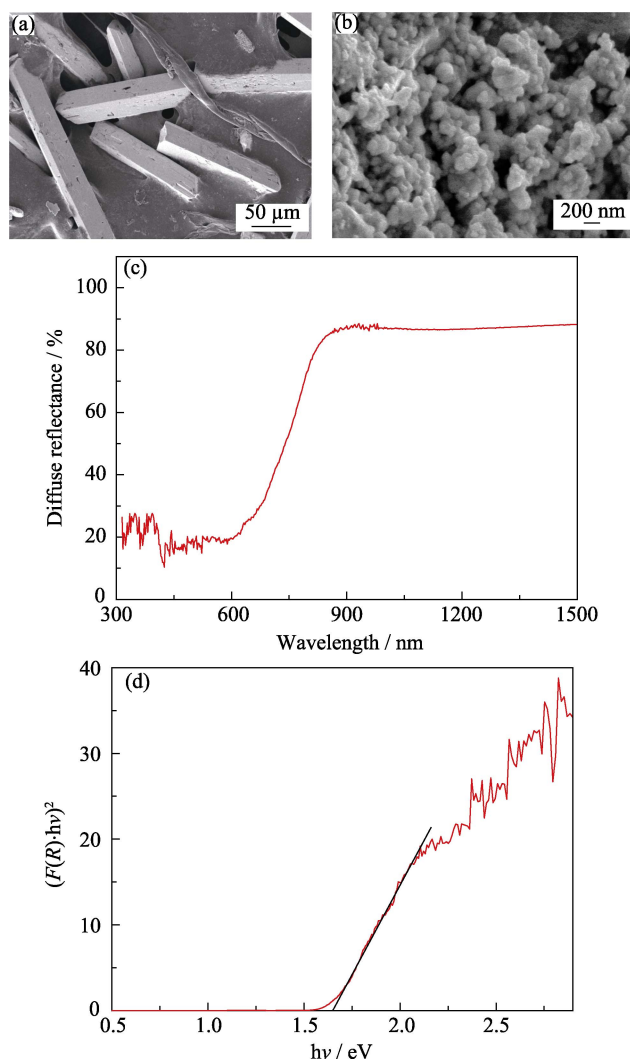 (a)
50 μm
(b)
200 nm
(c)
100
80
60
40
20
0
Diffuse reflectance / %
300 600 900 1200 1500
Wavelength / nm
(d)
40
30
20
10
0
(F(R)·hν)²
0.5 1.0 1.5 2.0 2.5
hν / eV